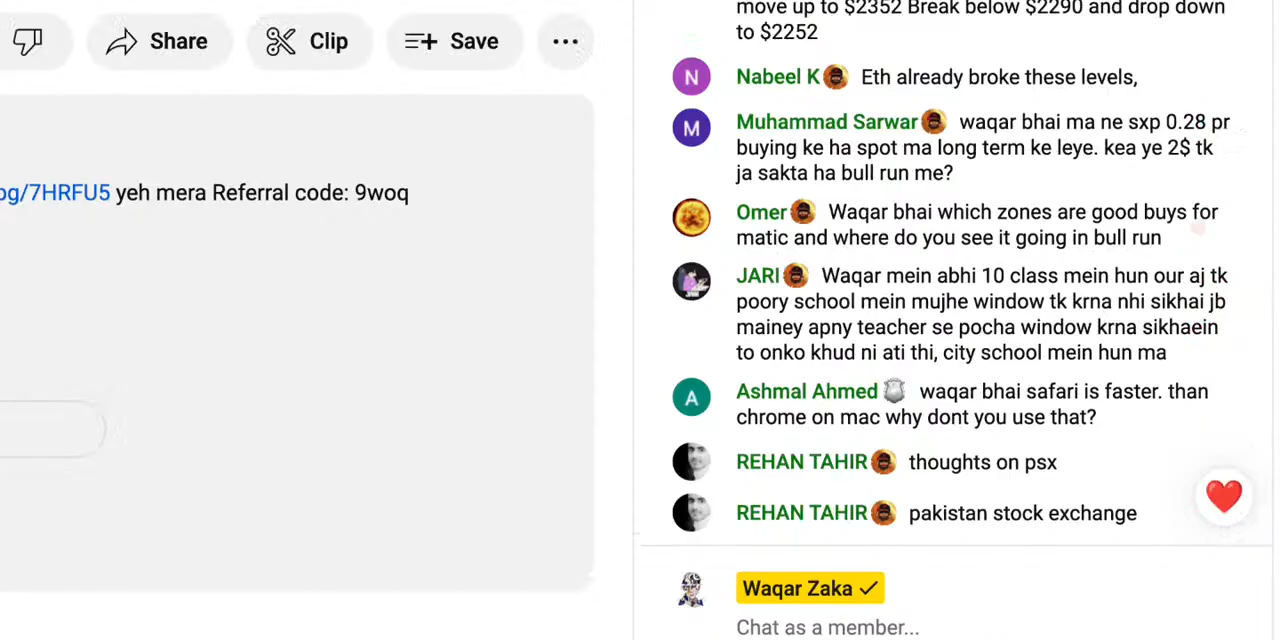 Share
Clip
Save
og/7HRFU5 yeh mera Referral code: 9woq
move up to $2352 Break below $2290 and drop down
to $2252
N
Nabeel K Eth already broke these levels,
M
Muhammad Sarwar waqar bhai ma ne sxp 0.28 pr
buying ke ha spot ma long term ke leye. kea ye 2$ tk
ja sakta ha bull run me?
Omer Waqar bhai which zones are good buys for
matic and where do you see it going in bull run
JARI Waqar mein abhi 10 class mein hun our aj tk
poory school mein mujhe window tk krna nhi sikhai jb
mainey apny teacher se pocha window krna sikhaein
to onko khud ni ati thi, city school mein hun ma
A
Ashmal Ahmed waqar bhai safari is faster. than
chrome on mac why dont you use that?
REHAN TAHIR thoughts on psx
REHAN TAHIR pakistan stock exchange
Waqar Zaka
Chat as a member...